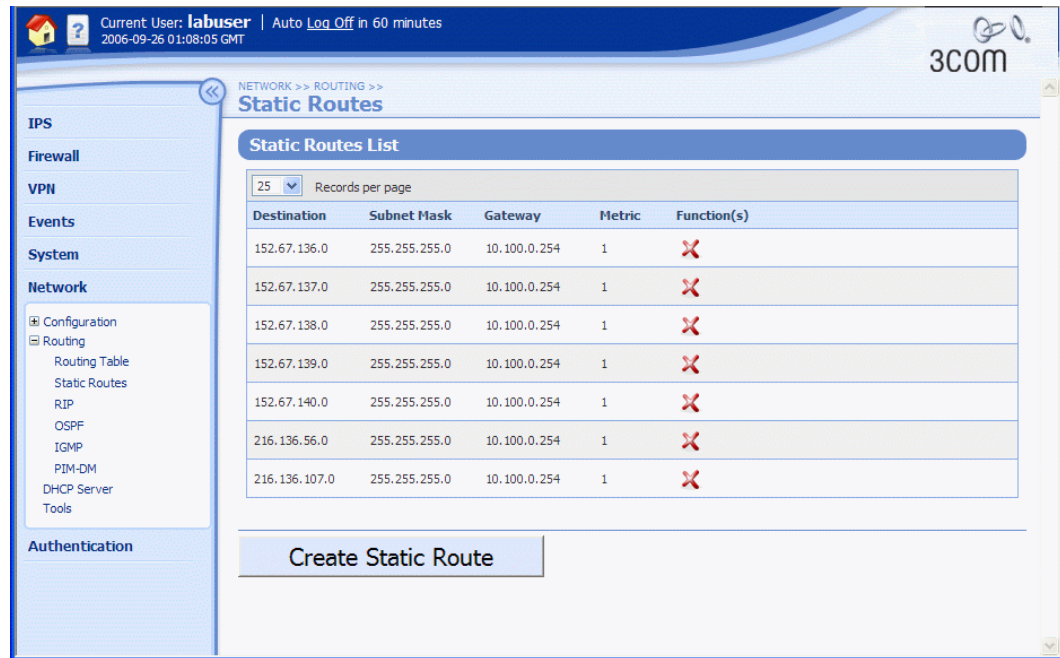 Current User: labuser | Auto Log Off in 60 minutes
2006-09-26 01:08:05 GMT
3COM
IPS
Firewall
VPN
Events
System
Network
Configuration
Routing
Routing Table
Static Routes
RIP
OSPF
IGMP
PIM-DM
DHCP Server
Tools
Authentication
NETWORK >> ROUTING >>
Static Routes
Static Routes List
25 Records per page
Destination Subnet Mask Gateway Metric Function(s)
152.67.136.0 255.255.255.0 10.100.0.254 1
152.67.137.0 255.255.255.0 10.100.0.254 1
152.67.138.0 255.255.255.0 10.100.0.254 1
152.67.139.0 255.255.255.0 10.100.0.254 1
152.67.140.0 255.255.255.0 10.100.0.254 1
216.136.56.0 255.255.255.0 10.100.0.254 1
216.136.107.0 255.255.255.0 10.100.0.254 1
Create Static Route